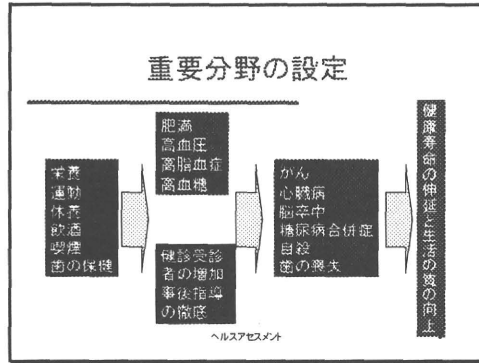 重要分野の設定
栄養
運動
休養
飲酒
喫煙
歯の保健
肥満
高血圧
高脂血症
高血糖
健診受診
者の増加
事後指導
の徹底
がん
心臓病
脳卒中
糖尿病合併症
自殺
歯の喪失
健康寿命の延伸と生活の質の向上
ヘルスアセスメント